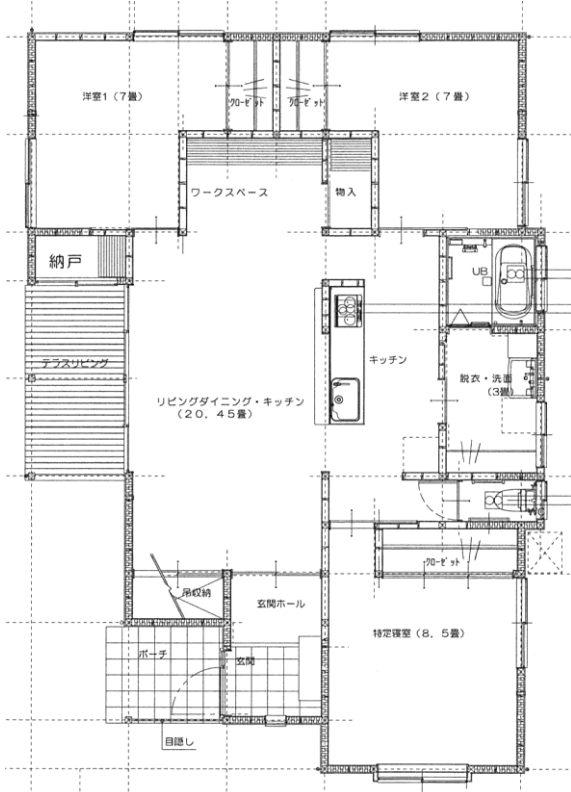 洋室1(7畳)
クローゼット
クローゼット
洋室2(7畳)
ワークスペース
物入
納戸
UB
テラスリビング
キッチン
脱衣・洗面
(3畳)
リビングダイニング・キッチン
(20.45畳)
WC
クローゼット
吊収納
玄関ホール
特定寝室(8.5畳)
ポーチ
玄関
目隠し